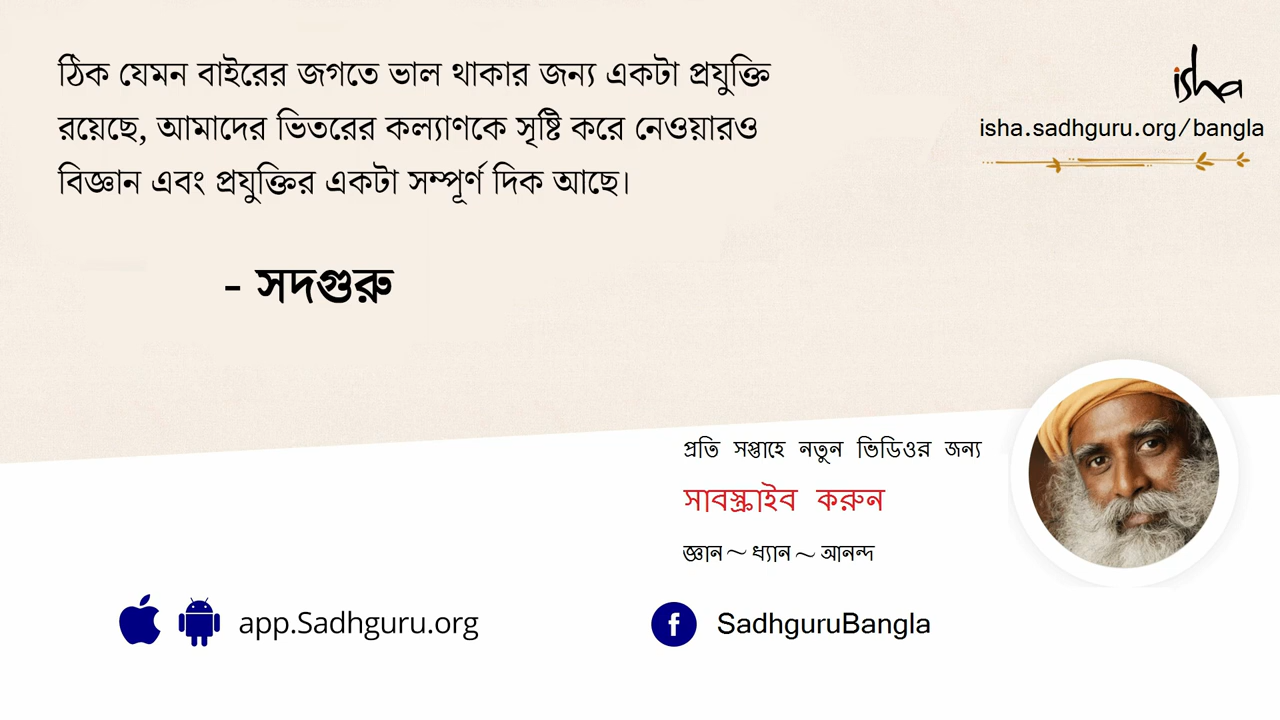 ঠিক যেমন বাইরের জগতে ভাল থাকার জন্য একটা প্রযুক্তি
রয়েছে, আমাদের ভিতরের কল্যাণকে সৃষ্টি করে নেওয়ারও
বিজ্ঞান এবং প্রযুক্তির একটা সম্পূর্ণ দিক আছে।
- সদগুরু
isha
isha.sadhguru.org/bangla
প্রতি সপ্তাহে নতুন ভিডিওর জন্য
সাবস্ক্রাইব করুন
জ্ঞান ~ ধ্যান ~ আনন্দ
app.Sadhguru.org
f SadhguruBangla